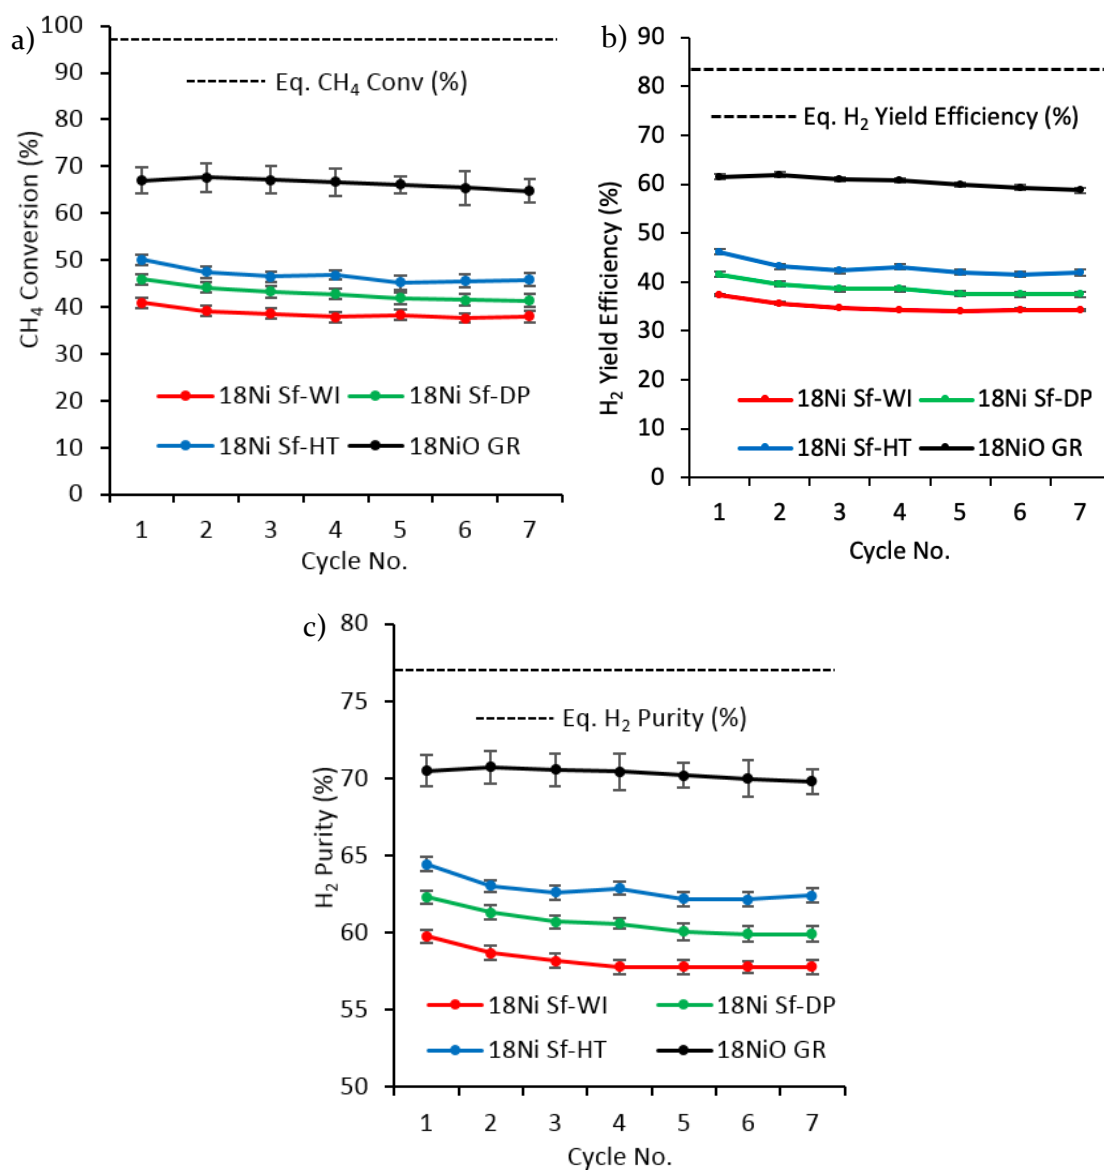 a)
100
90
80
70
60
50
40
30
20
10
0
CH₄ Conversion (%)
Eq. CH₄ Conv (%)
18Ni Sf-WI
18Ni Sf-DP
18Ni Sf-HT
18NiO GR
1 2 3 4 5 6 7
Cycle No.
b)
90
80
70
60
50
40
30
20
10
0
H₂ Yield Efficiency (%)
Eq. H₂ Yield Efficiency (%)
18Ni Sf-WI
18Ni Sf-DP
18Ni Sf-HT
18NiO GR
1 2 3 4 5 6 7
Cycle No.
c)
80
75
70
65
60
55
50
H₂ Purity (%)
Eq. H₂ Purity (%)
18Ni Sf-WI
18Ni Sf-DP
18Ni Sf-HT
18NiO GR
1 2 3 4 5 6 7
Cycle No.